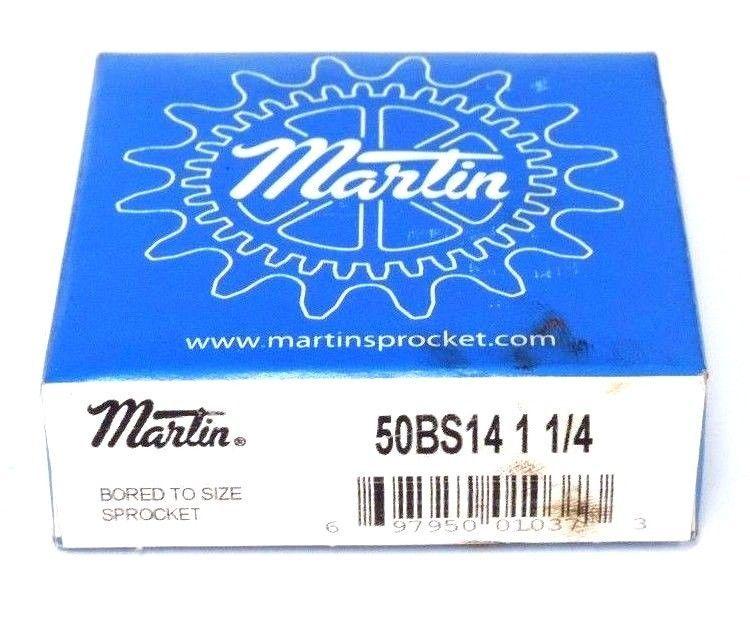 Martin
www.martinsprocket.com
Martin®
50BS14 1 1/4
BORED TO SIZE
SPROCKET
6 97950 01037 3